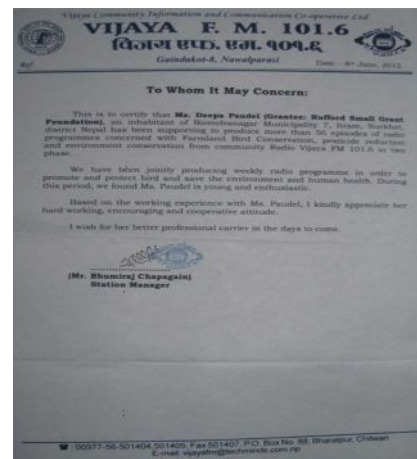 Vijaya Community Information and Communication Co-operative Ltd.
VIJAYA F. M. 101.6
विजय एफ. एम. १०१.६
Gaindakot-8, Nawalparasi
Ref.
Date: - 8th June, 2012.
To Whom It May Concern:
This is to certify that Ms. Deepa Paudel (Grantee: Rufford Small Grant
Foundation), an inhabitant of Birendranagar Municipality 7, Surkhet,
district Nepal has been supporting to produce more than 56 episodes of radio
programmes concerned with Farmland Bird Conservation, pesticide reduction
and environment conservation from community Radio Vijaya FM 101.6 in two
phase.
We have been jointly producing weekly radio programme in order to
promote and protect bird and save the environment and human health. During
this period, we found Ms. Paudel is young and enthusiastic.
Based on the working experience with Ms. Paudel, I kindly appreciate her
hard working, encouraging and cooperative attitude.
I wish for her better professional carrier in the days to come.
(Mr. Bhumiraj Chapagain)
Station Manager
00977-56-501404, 501405, Fax 501407, P.O. Box No. 88, Bharatpur, Chitwan
E-mail: vijayafm@techminds.com.np